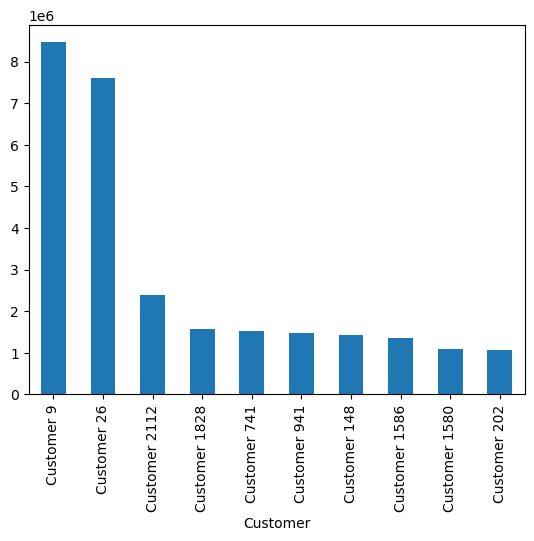 1e6
8
7
6
5
4
3
2
1
0
Customer 9
Customer 26
Customer 2112
Customer 1828
Customer 741
Customer 941
Customer 148
Customer 1586
Customer 1580
Customer 202
Customer